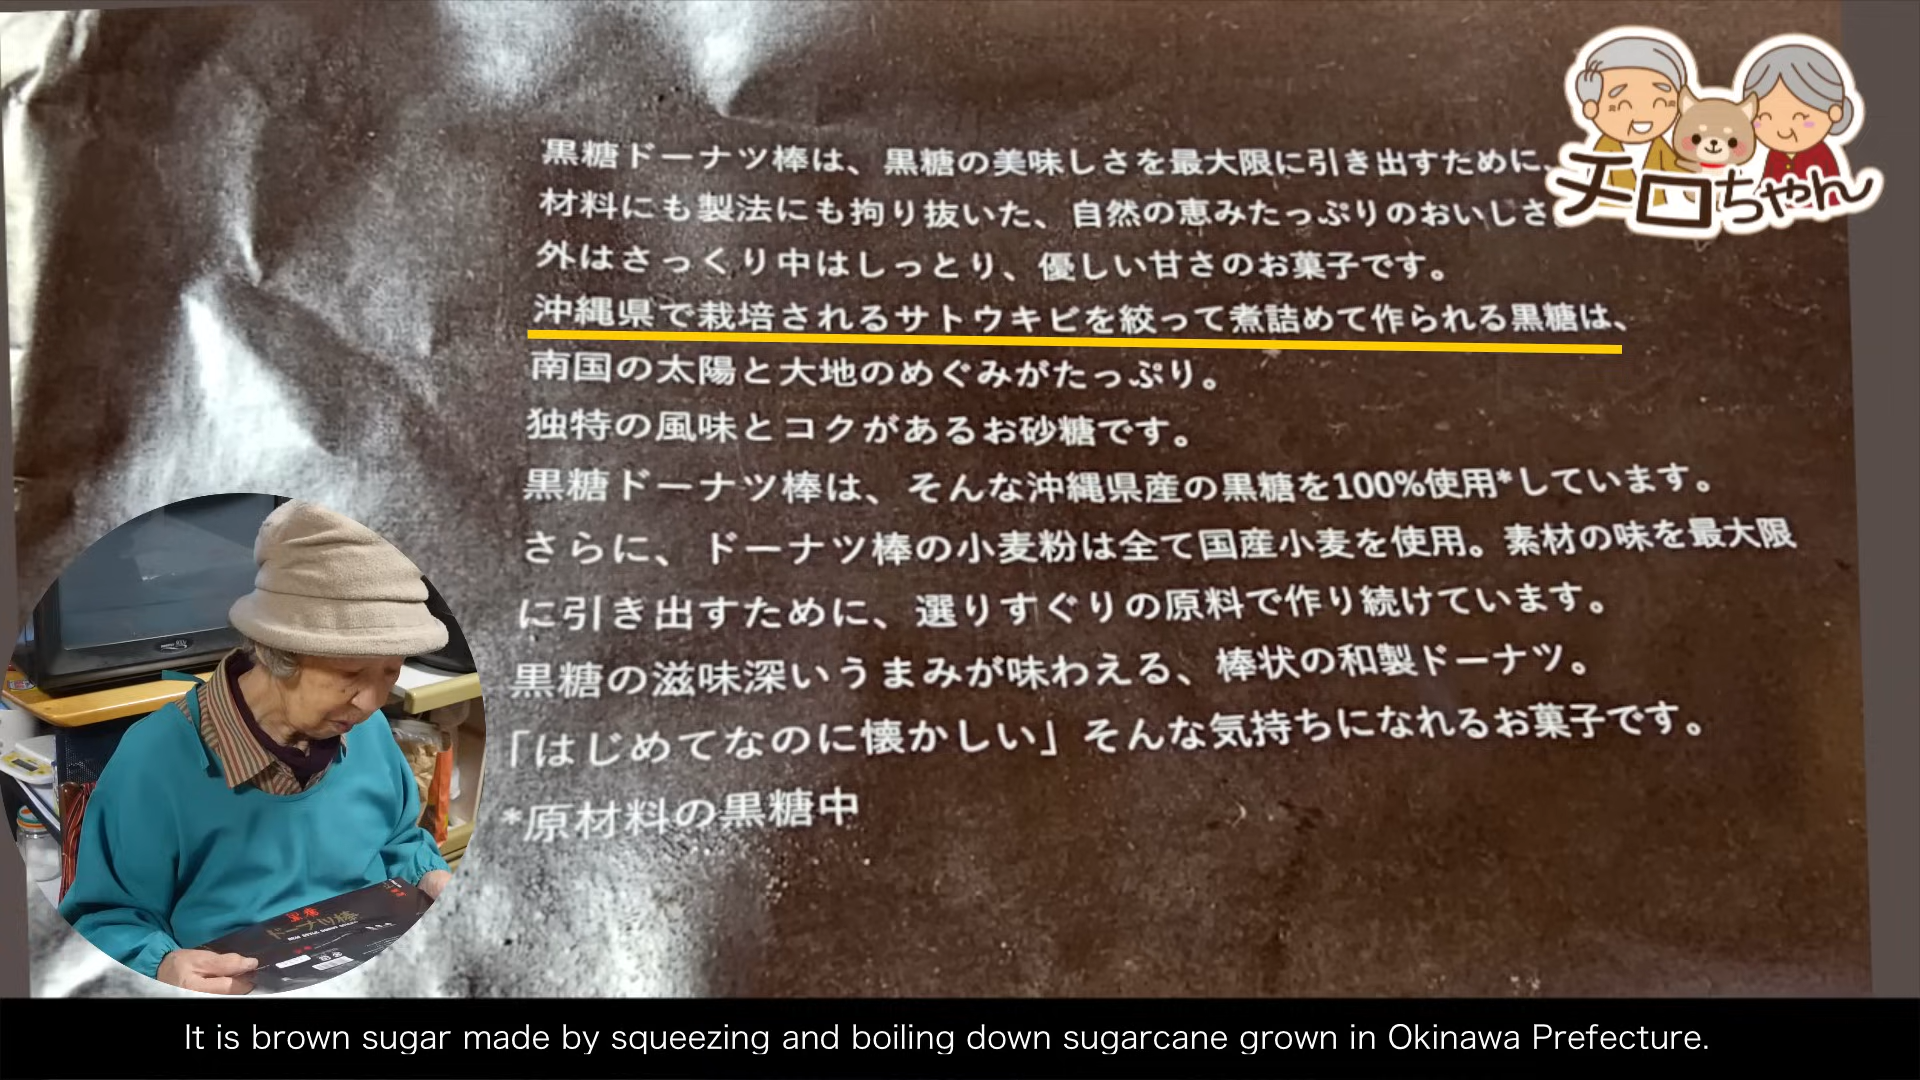 黒糖ドーナツ棒は、黒糖の美味しさを最大限に引き出すために、
材料にも製法にも拘り抜いた、自然の恵みたっぷりのおいしさ
外はさっくり中はしっとり、優しい甘さのお菓子です。
沖縄県で栽培されるサトウキビを絞って煮詰めて作られる黒糖は、
南国の太陽と大地のめぐみがたっぷり。
独特の風味とコクがあるお砂糖です。
黒糖ドーナツ棒は、そんな沖縄県産の黒糖を100%使用*しています。
さらに、ドーナツ棒の小麦粉は全て国産小麦を使用。素材の味を最大限
に引き出すために、選りすぐりの原料で作り続けています。
黒糖の滋味深いうまみが味わえる、棒状の和製ドーナツ。
「はじめてなのに懐かしい」そんな気持ちになれるお菓子です。
*原材料の黒糖中
チロちゃん
黒糖
ドーナツ棒
It is brown sugar made by squeezing and boiling down sugarcane grown in Okinawa Prefecture.